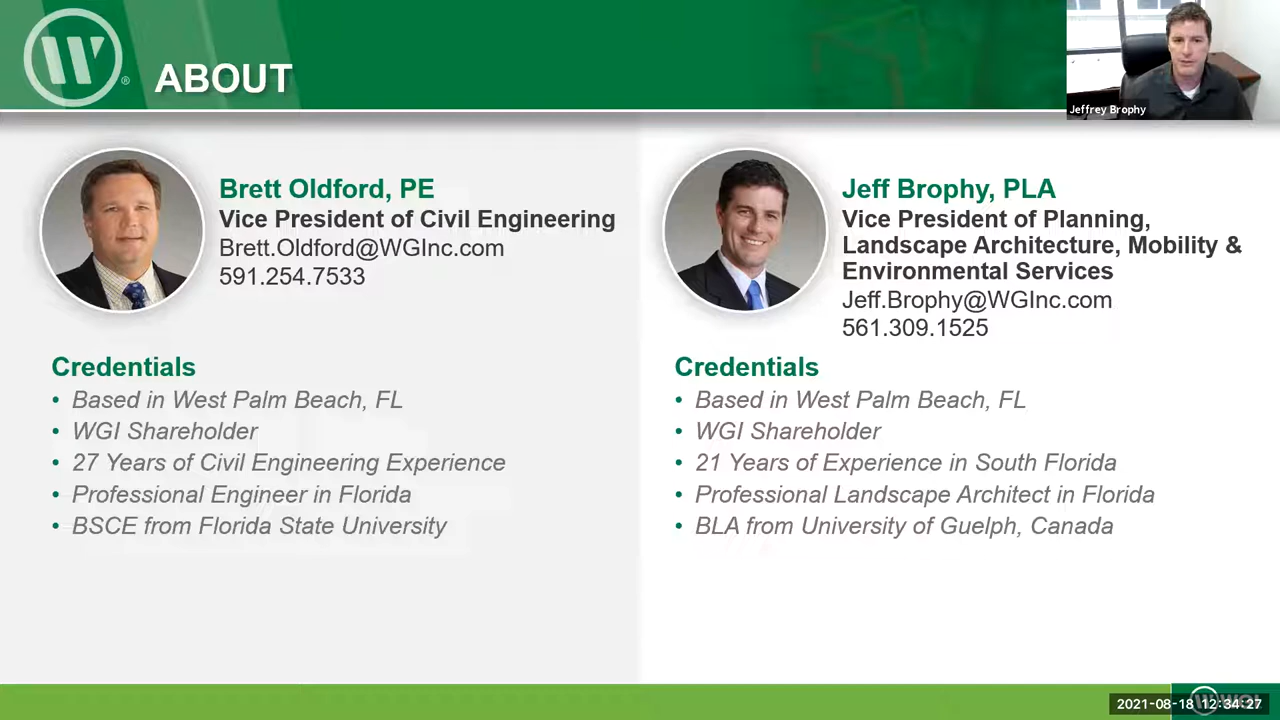 W
®
ABOUT
Jeffrey Brophy
Brett Oldford, PE
Vice President of Civil Engineering
Brett.Oldford@WGInc.com
591.254.7533
Credentials
• Based in West Palm Beach, FL
• WGI Shareholder
• 27 Years of Civil Engineering Experience
• Professional Engineer in Florida
• BSCE from Florida State University
Jeff Brophy, PLA
Vice President of Planning,
Landscape Architecture, Mobility &
Environmental Services
Jeff.Brophy@WGInc.com
561.309.1525
Credentials
• Based in West Palm Beach, FL
• WGI Shareholder
• 21 Years of Experience in South Florida
• Professional Landscape Architect in Florida
• BLA from University of Guelph, Canada
2021-08-18 12:34:27